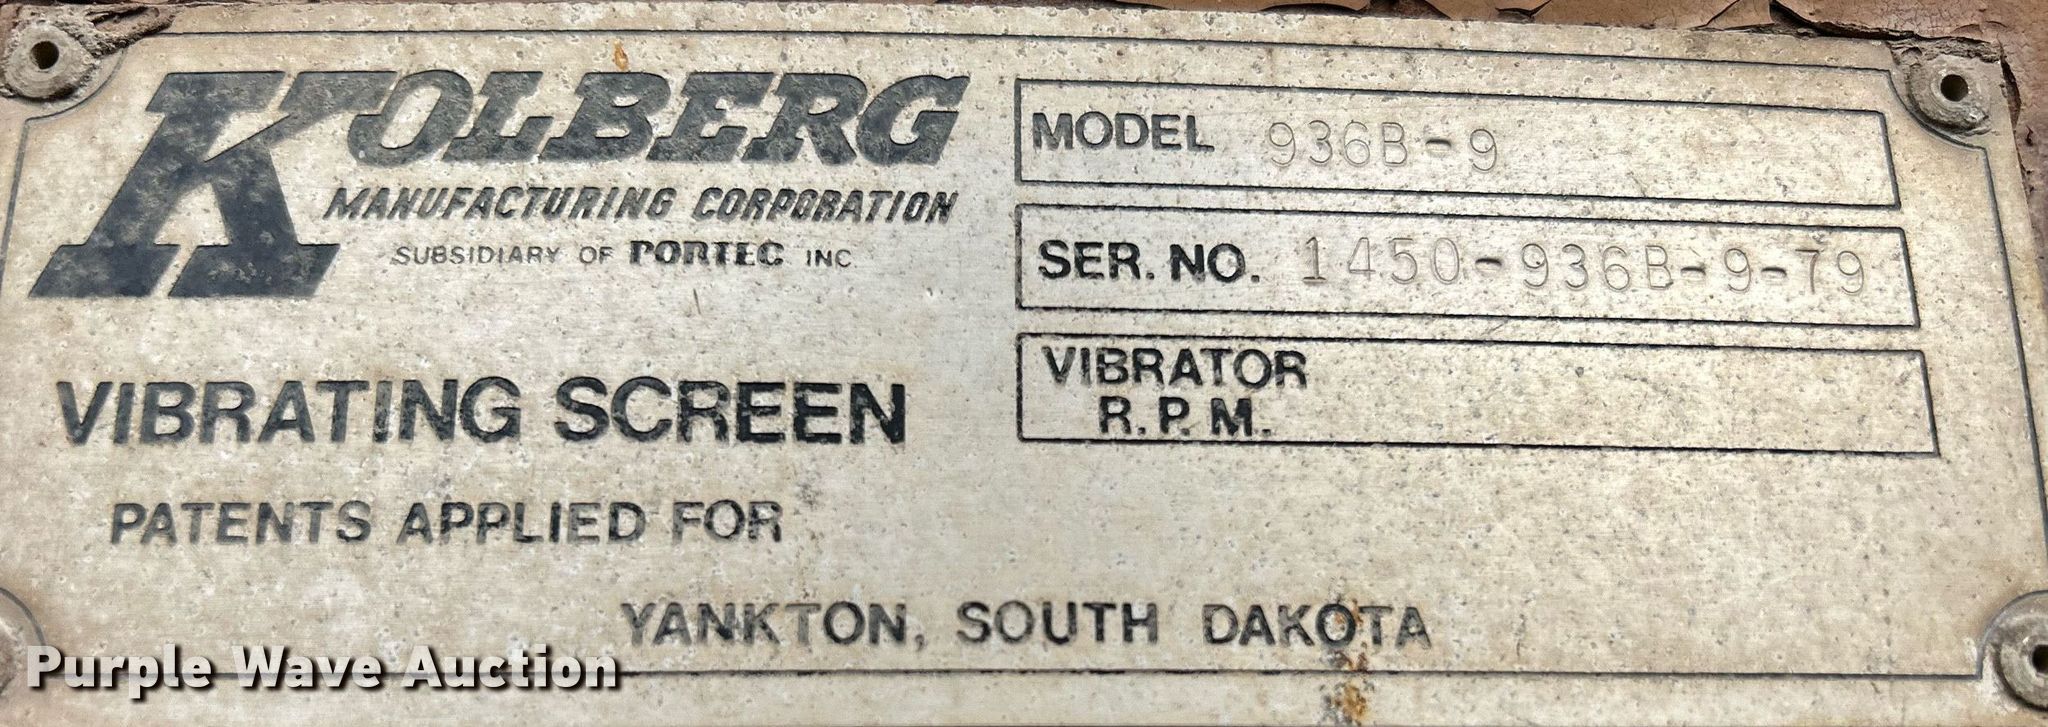 KOLBERG
MANUFACTURING CORPORATION
SUBSIDIARY OF PORTEC INC.
VIBRATING SCREEN
PATENTS APPLIED FOR
MODEL 936B-9
SER. NO. 1450-936B-9-79
VIBRATOR
R.P.M.
YANKTON, SOUTH DAKOTA
Purple Wave Auction